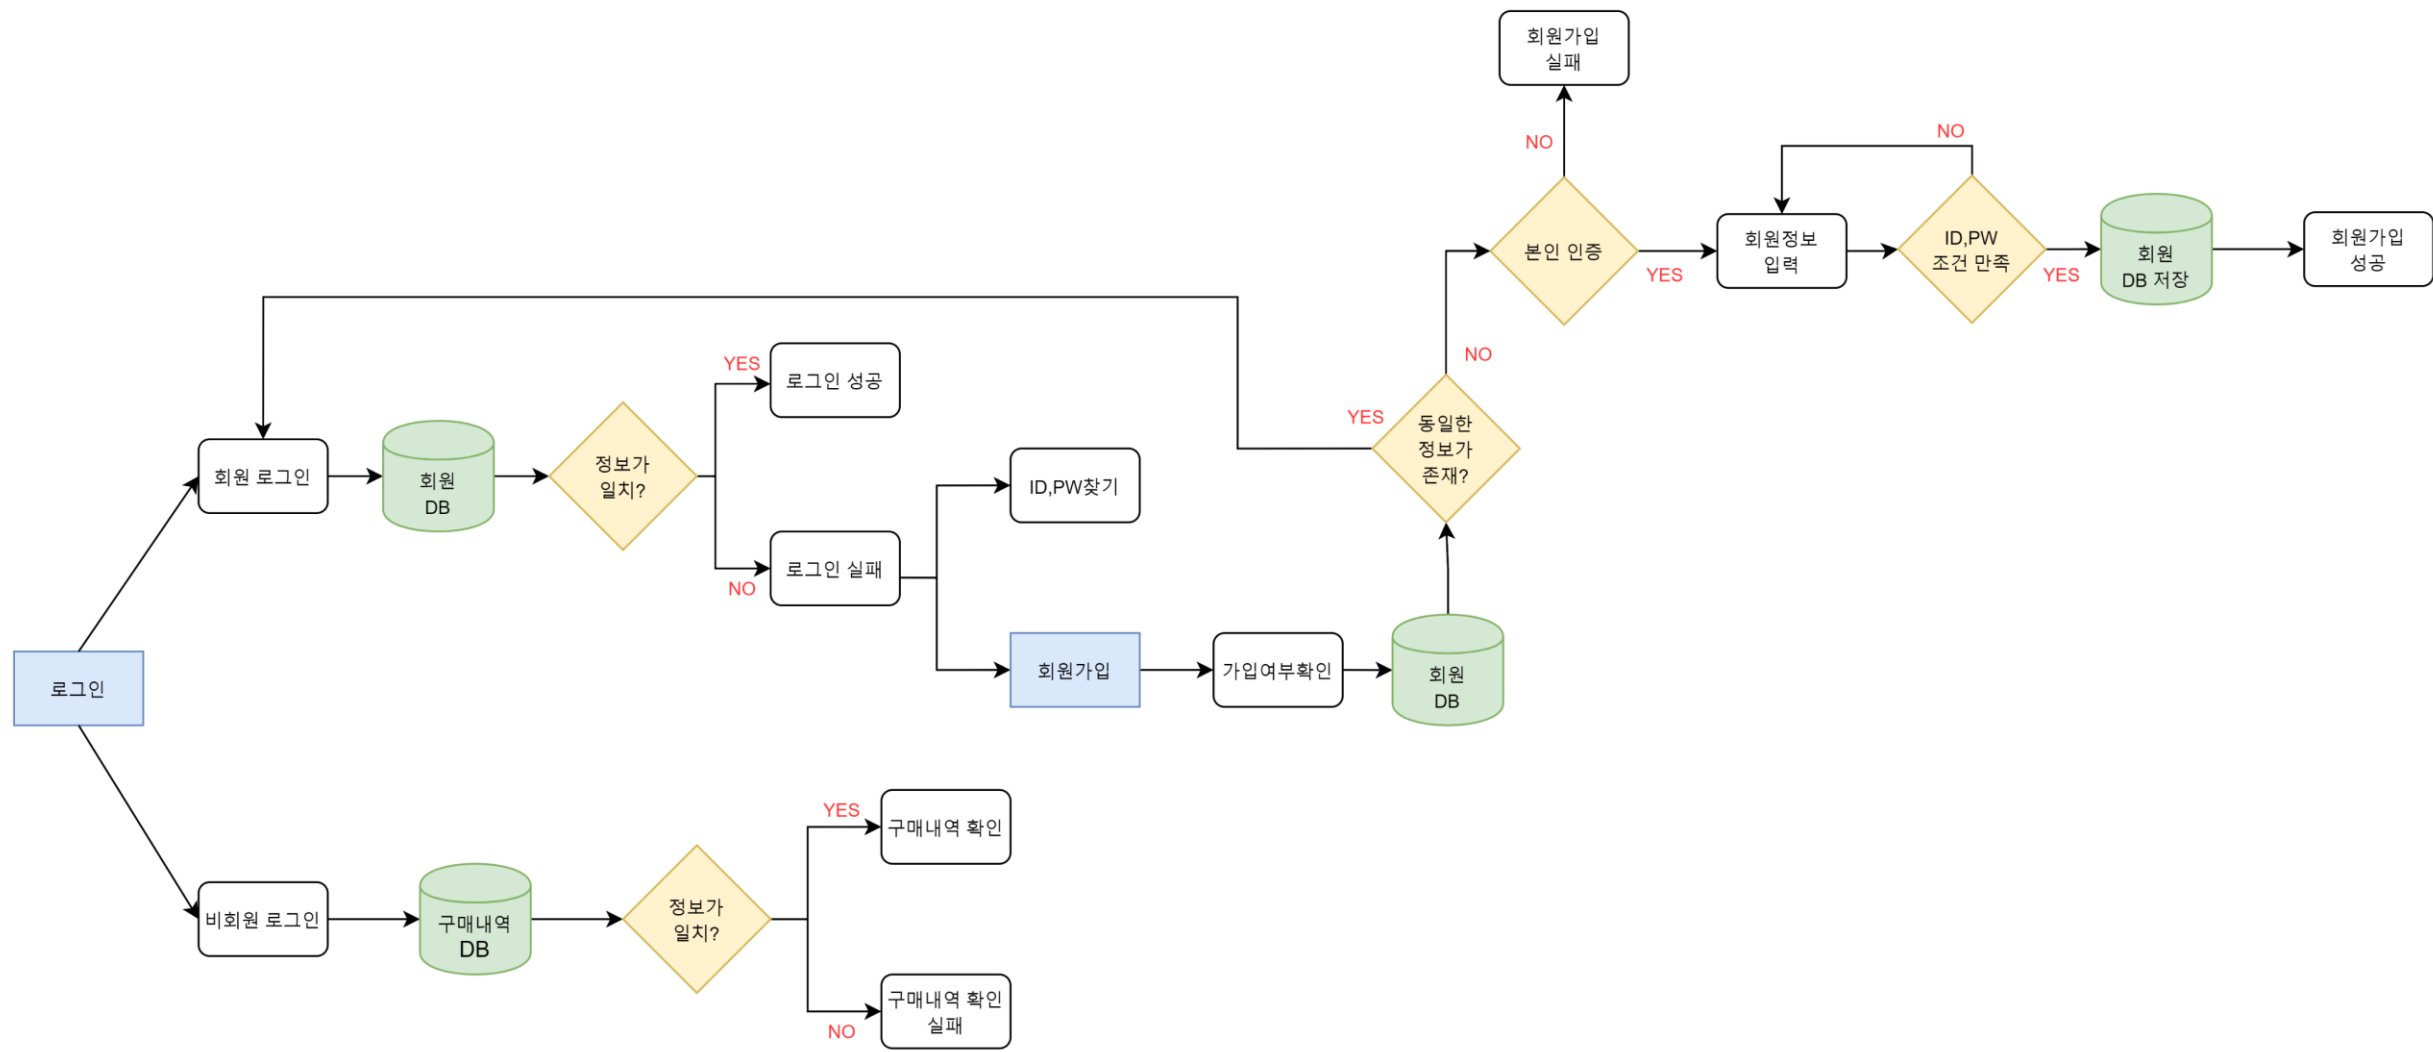 회원가입
실패
NO
NO
본인 인증
YES
회원정보
입력
ID,PW
조건 만족
YES
회원
DB 저장
회원가입
성공
NO
YES
동일한
정보가
존재?
YES
로그인 성공
회원 로그인
회원
DB
정보가
일치?
ID,PW찾기
NO
로그인 실패
로그인
회원가입
가입여부확인
회원
DB
YES
구매내역 확인
비회원 로그인
구매내역
DB
정보가
일치?
구매내역 확인
실패
NO